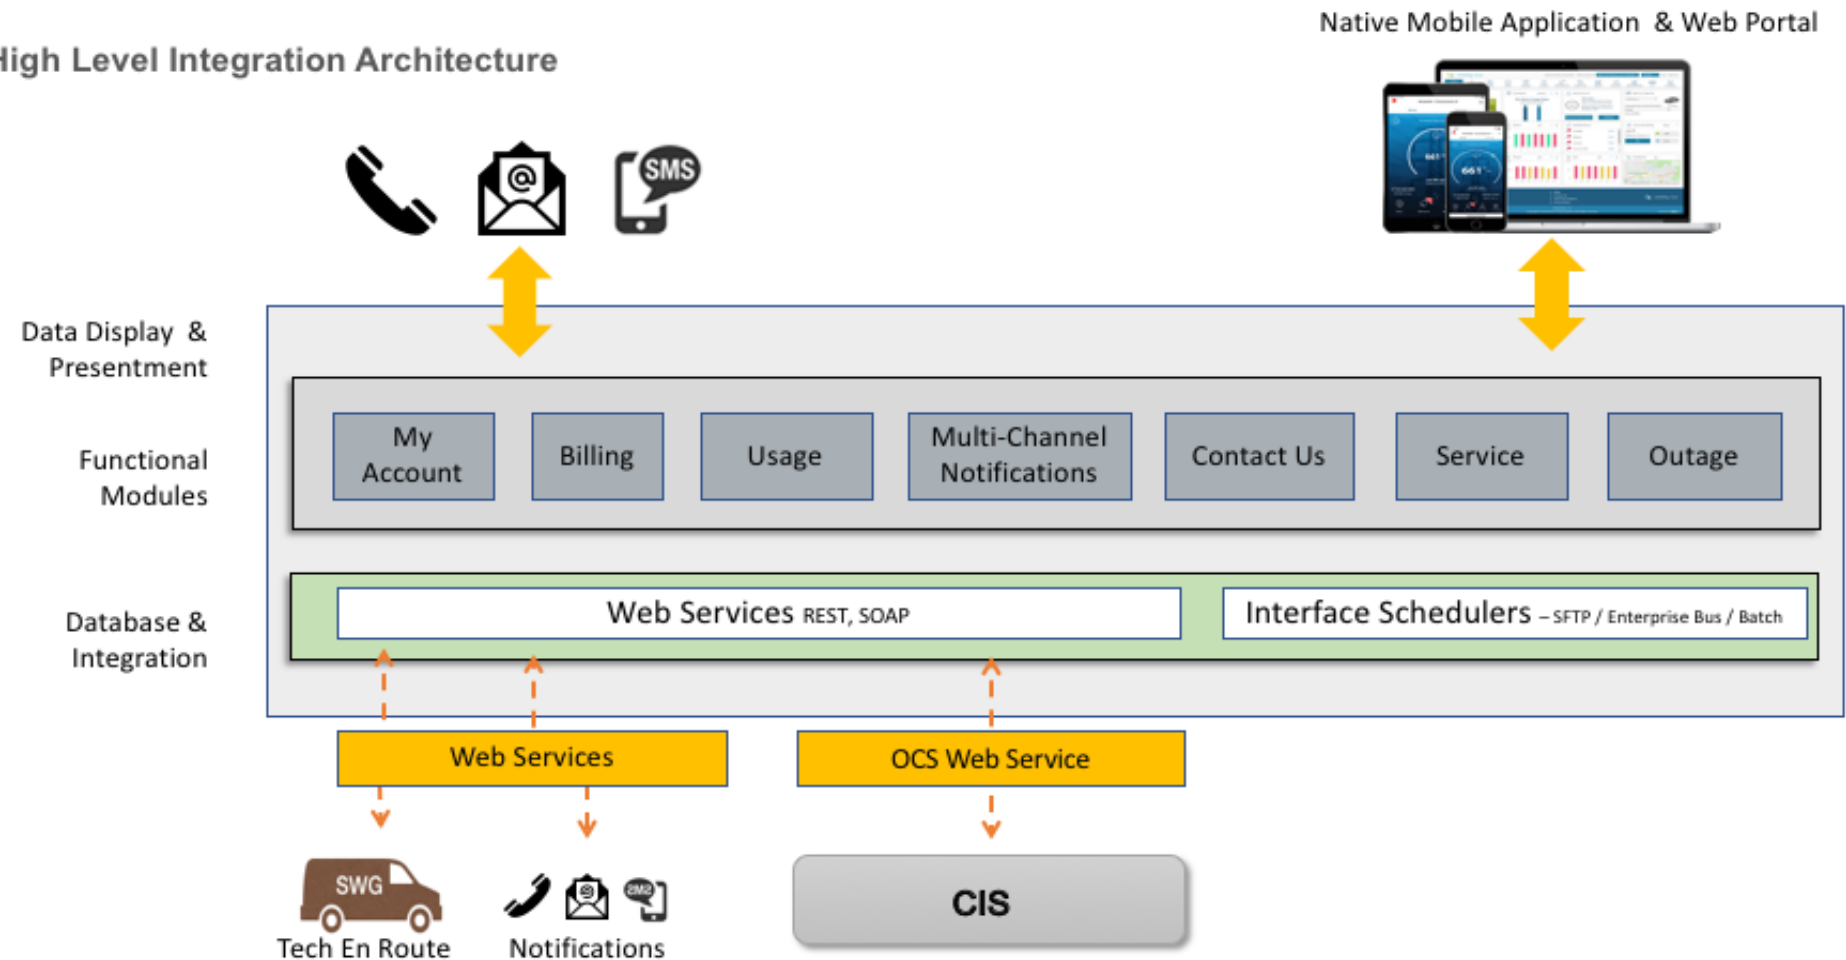 Native Mobile Application & Web Portal
High Level Integration Architecture
SMS
Data Display &
Presentment
Functional
Modules
My
Account
Billing
Usage
Multi-Channel
Notifications
Contact Us
Service
Outage
Database &
Integration
Web Services REST, SOAP
Interface Schedulers – SFTP / Enterprise Bus / Batch
Web Services
OCS Web Service
SWG
Tech En Route
SMS
Notifications
CIS